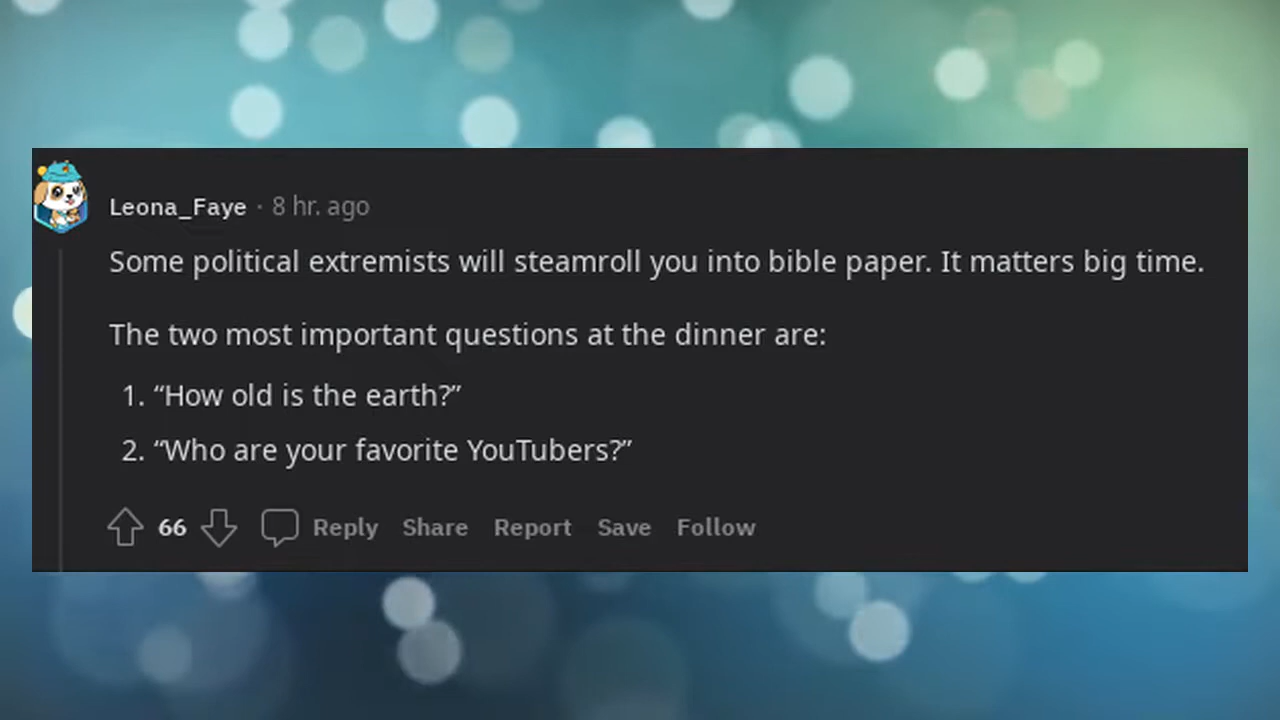 Leona_Faye · 8 hr. ago
Some political extremists will steamroll you into bible paper. It matters big time.
The two most important questions at the dinner are:
1. “How old is the earth?”
2. “Who are your favorite YouTubers?”
66 Reply Share Report Save Follow